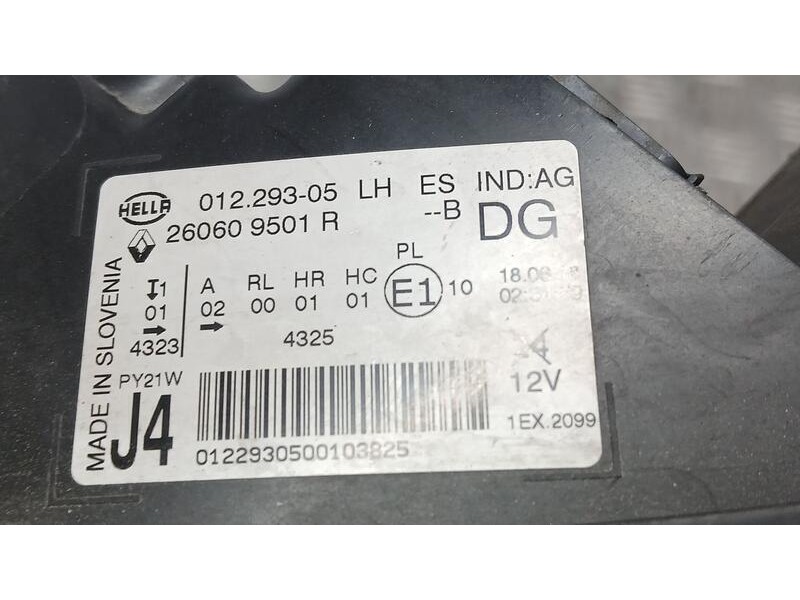 HELLA 012.293-05 LH ES IND:AG
26060 9501 R --B DG
PL
1 A RL HR HC E1 10
01 02 00 01 01
4323 4325
PY21W
J4 12V
1EX.2099
0122930500103825
MADE IN SLOVENIA